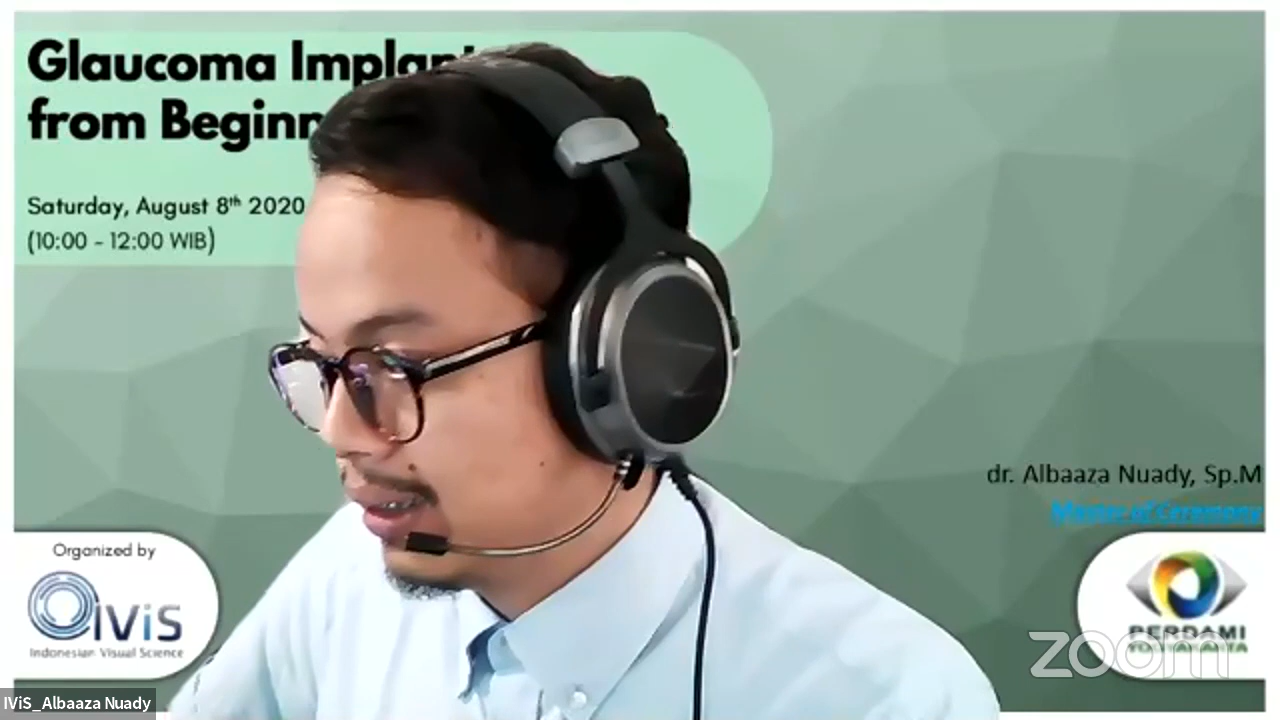 Glaucoma Implant
from Beginn
Saturday, August 8th 2020
(10:00 - 12:00 WIB)
dr. Albaaza Nuady, Sp.M
Master of Ceremony
Organized by
IViS
Indonesian Visual Science
PERDAMI
YOGYAKARTA
zoom
IViS_Albaaza Nuady